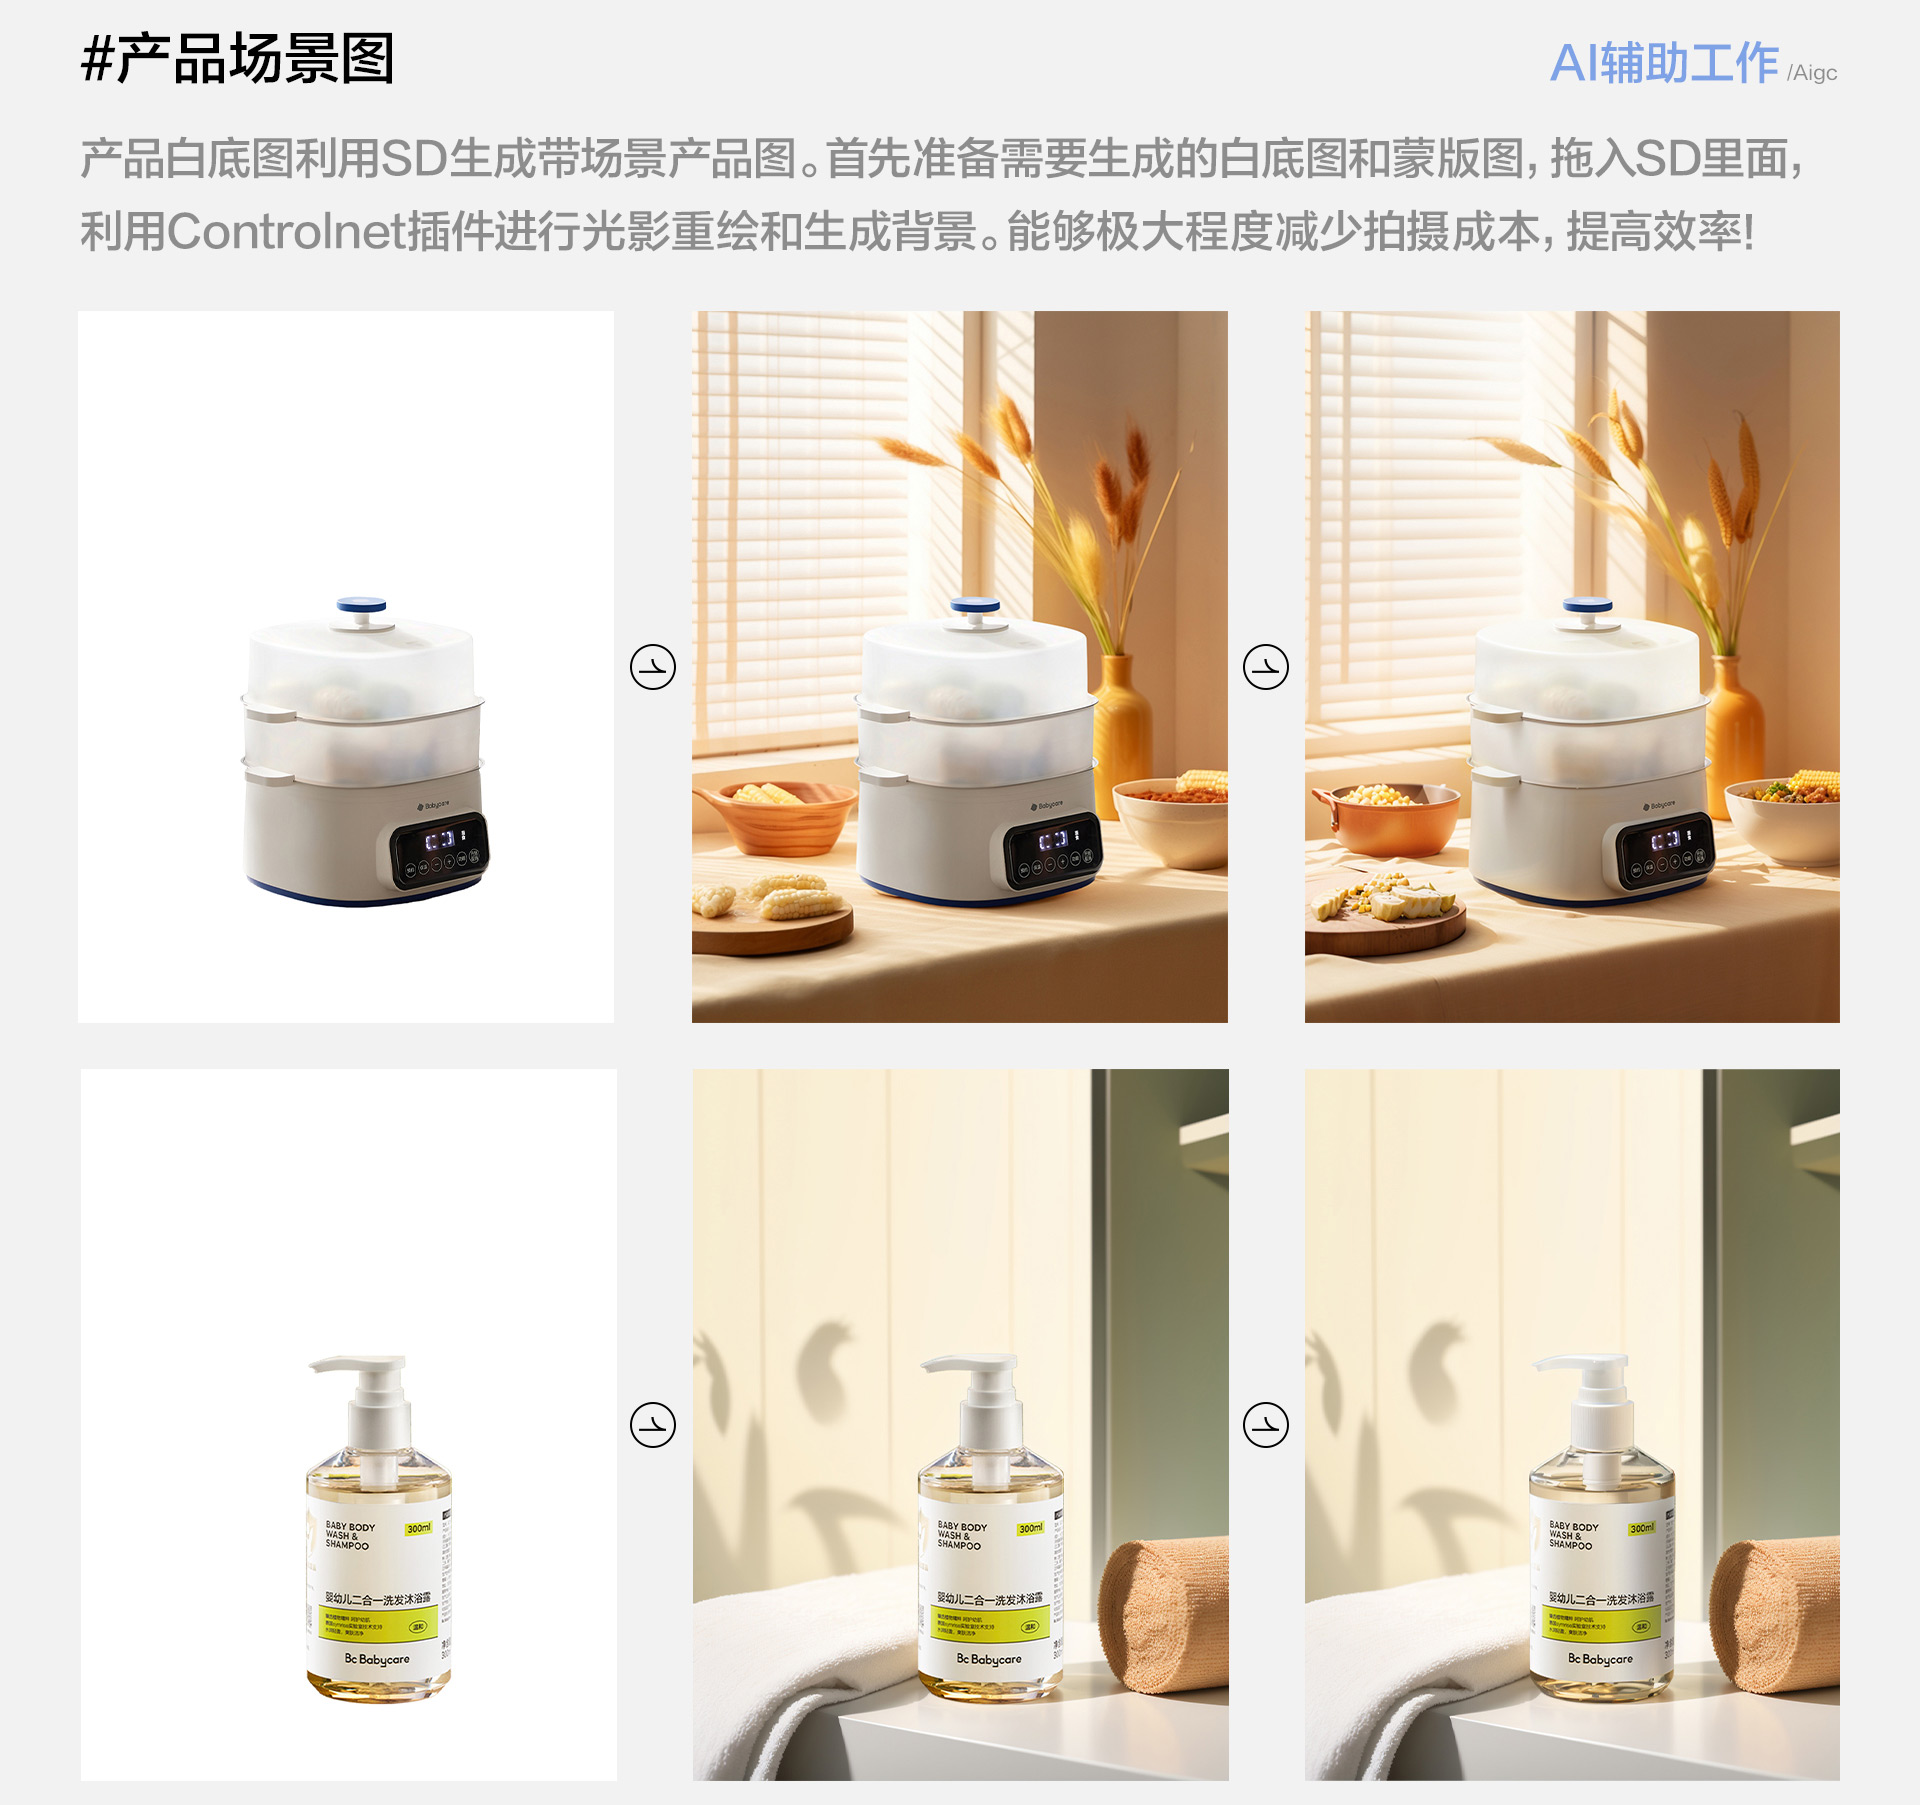 #产品场景图
AI辅助工作 /Aigc
产品白底图利用SD生成带场景产品图。首先准备需要生成的白底图和蒙版图，拖入SD里面，
利用Controlnet插件进行光影重绘和生成背景。能够极大程度减少拍摄成本，提高效率！
Babycare
Babycare
Babycare
BABY BODY
WASH &
SHAMPOO
300ml
婴幼儿二合一洗发沐浴露
温和
Bc Babycare
BABY BODY
WASH &
SHAMPOO
300ml
婴幼儿二合一洗发沐浴露
温和
Bc Babycare
BABY BODY
WASH &
SHAMPOO
300ml
婴幼儿二合一洗发沐浴露
温和
Bc Babycare